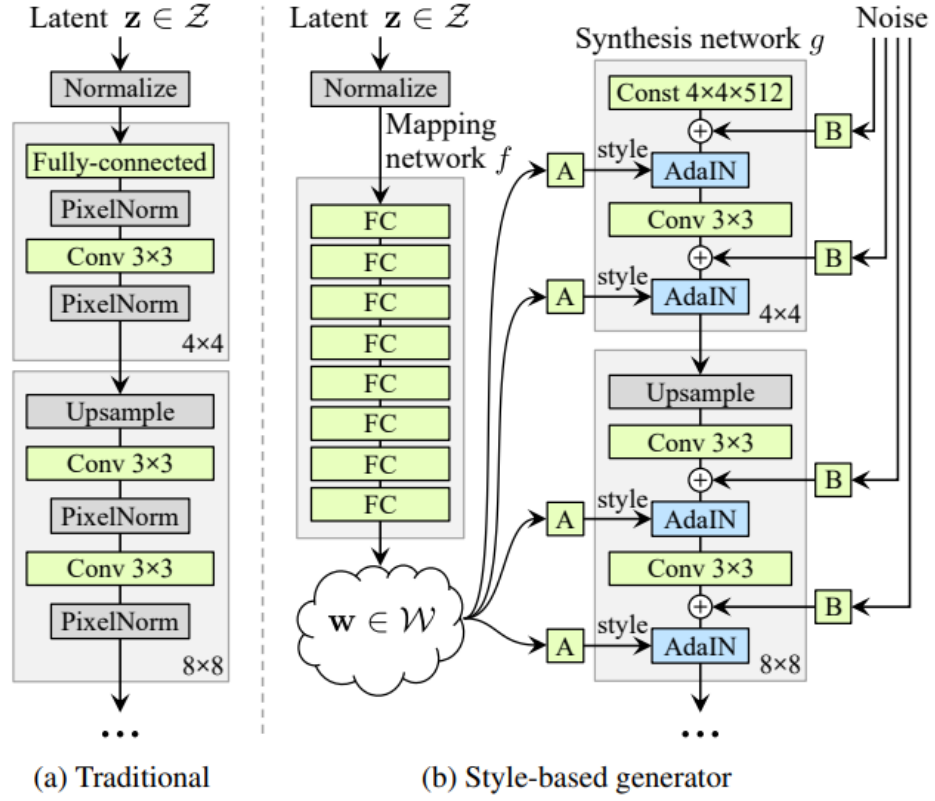 Latent z ∈ 𝒵
Normalize
Fully-connected
PixelNorm
Conv 3×3
PixelNorm
4×4
Upsample
Conv 3×3
PixelNorm
Conv 3×3
PixelNorm
8×8
...
(a) Traditional
Latent z ∈ 𝒵
Normalize
Mapping
network f
FC
FC
FC
FC
FC
FC
FC
FC
w ∈ 𝒲
A
style
A
style
A
style
A
style
Synthesis network g
Const 4×4×512
+
AdaIN
Conv 3×3
+
AdaIN
4×4
Upsample
Conv 3×3
+
AdaIN
Conv 3×3
+
AdaIN
8×8
...
Noise
B
B
B
B
(b) Style-based generator